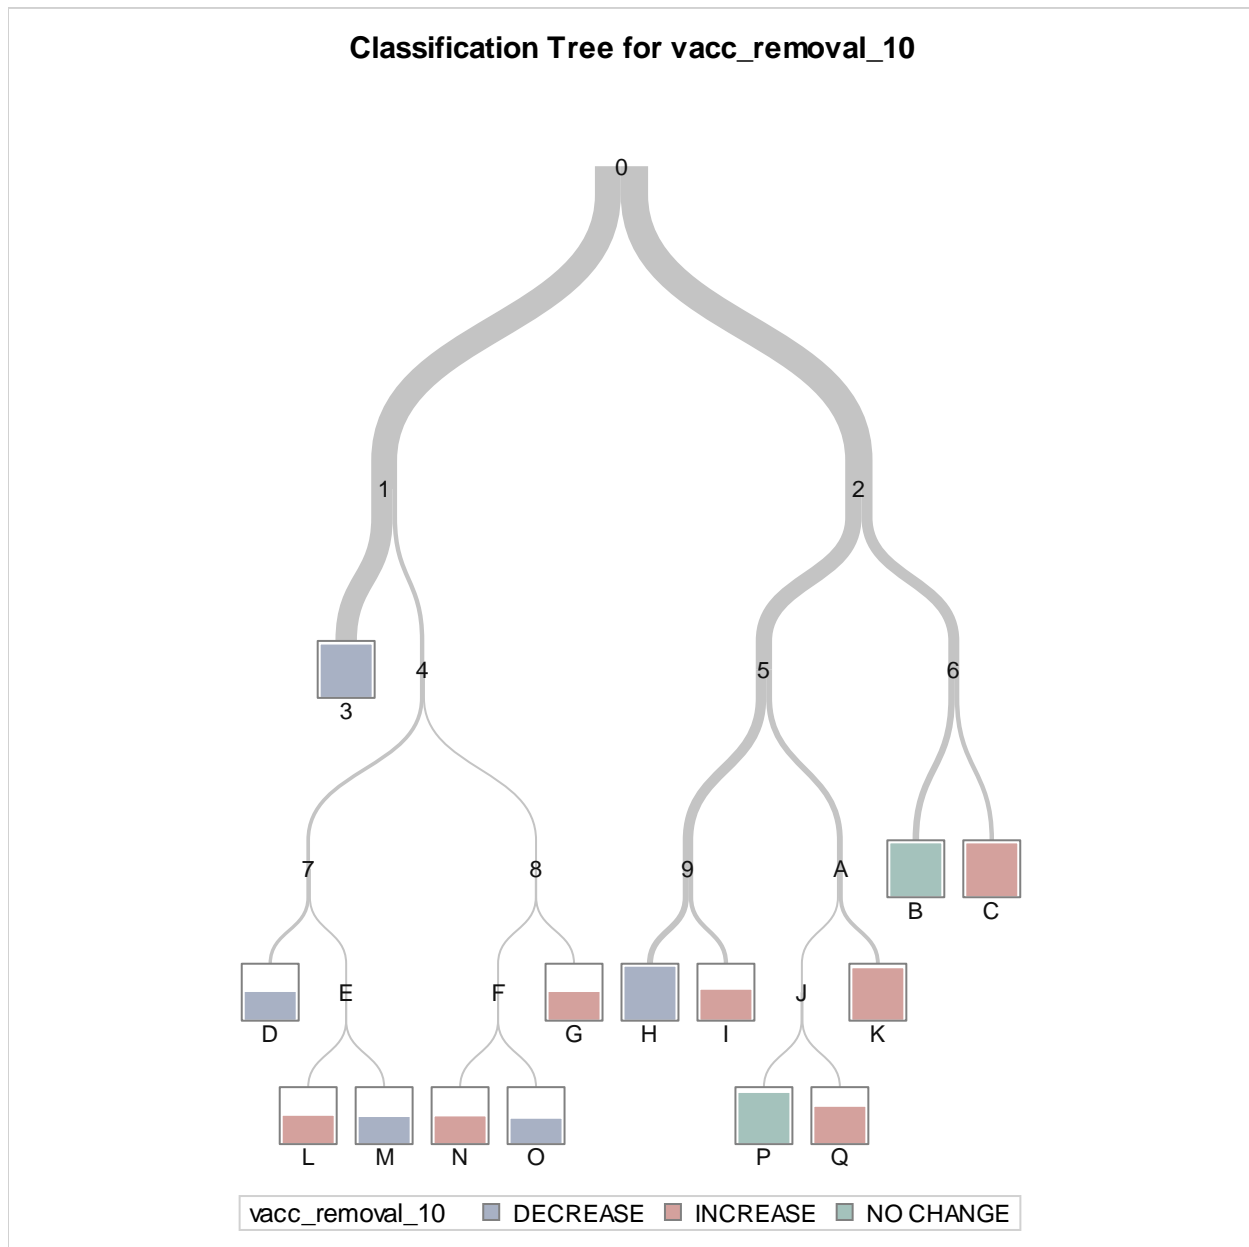 Classification Tree for vacc_removal_10
0
1 2
3 4 5 6
7 8 9 A
B C
D E F G H I J K
L M N O P Q
vacc_removal_10 DECREASE INCREASE NO CHANGE